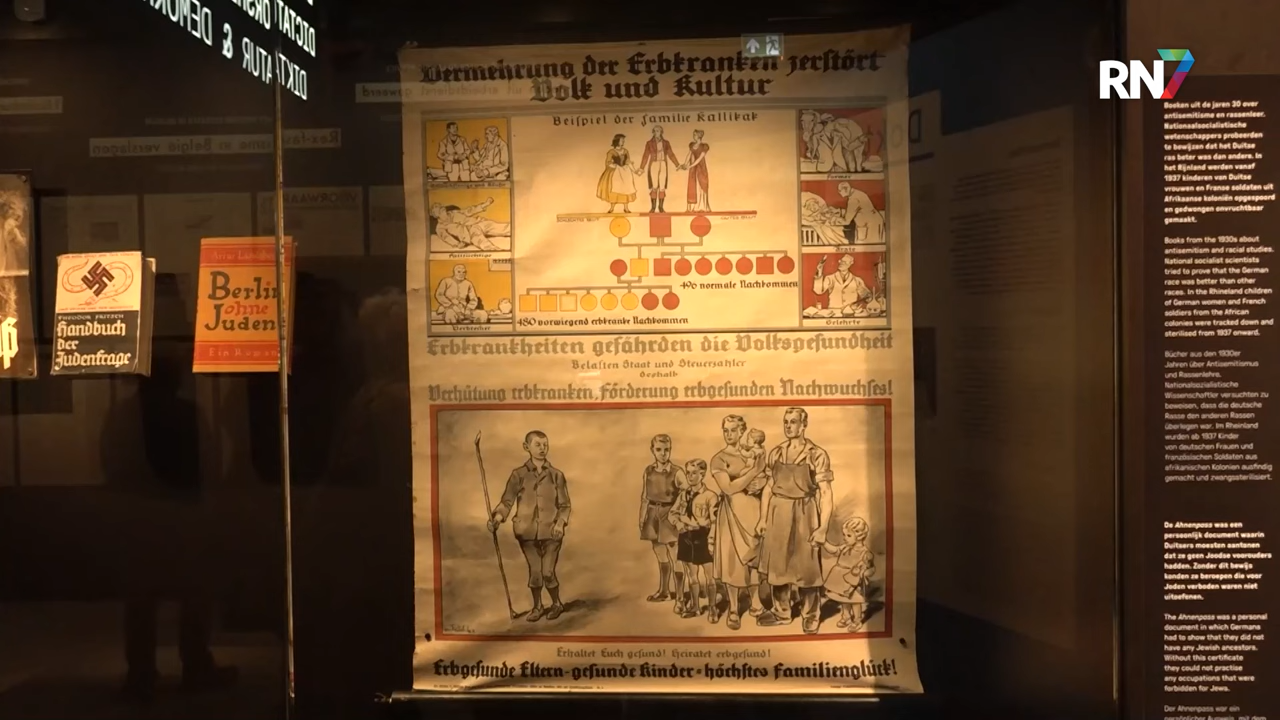 RN7
Vermehrung der Erbkranken zerstört
Volk und Kultur
Beispiel der Familie Kallikak
Verbrecher
Ärzte
Gelehrte
496 normale Nachkommen
480 vorwiegend erbkranke Nachkommen
Erbkrankheiten gefährden die Volksgesundheit
Belasten Staat und Steuerzahler
Deshalb
Verhütung erbkranken, Förderung erbgesunden Nachwuchses!
Erhaltet Euch gesund! Heiratet erbgesund!
Erbgesunde Eltern-gesunde Kinder-höchstes Familienglück!
THEODOR FRITSCH
Handbuch
der
Judenfrage
Berlin
ohne
Juden
Boeken uit de jaren 30 over
antisemitisme en rassenleer.
Nationaalsocialistische
wetenschappers probeerden
te bewijzen dat het Duitse
ras beter was dan andere. In
het Rijnland werden vanaf
1937 kinderen van Duitse
vrouwen en Franse soldaten uit
Afrikaanse koloniën opgespoord
en gedwongen onvruchtbaar
gemaakt.
Books from the 1930s about
antisemitism and racial studies.
National socialist scientists
tried to prove that the German
race was better than other
races. In the Rhineland children
of German women and French
soldiers from the African
colonies were tracked down and
sterilised from 1937 onward.
Bücher aus den 1930er
Jahren über Antisemitismus
und Rassenlehre.
Nationalsozialistische
Wissenschaftler versuchten zu
beweisen, dass die deutsche
Rasse den anderen Rassen
überlegen war. Im Rheinland
wurden ab 1937 Kinder
von deutschen Frauen und
französischen Soldaten aus
afrikanischen Kolonien ausfindig
gemacht und zwangssterilisiert.
De Ahnenpass was een
persoonlijk document waarin
Duitsers moesten aantonen
dat ze geen Joodse voorouders
hadden. Zonder dit bewijs
konden ze beroepen die voor
Joden verboden waren niet
uitoefenen.
The Ahnenpass was a personal
document in which Germans
had to show that they did not
have any Jewish ancestors.
Without this certificate
they could not practise
any occupations that were
forbidden for Jews.
Der Ahnenpass war ein